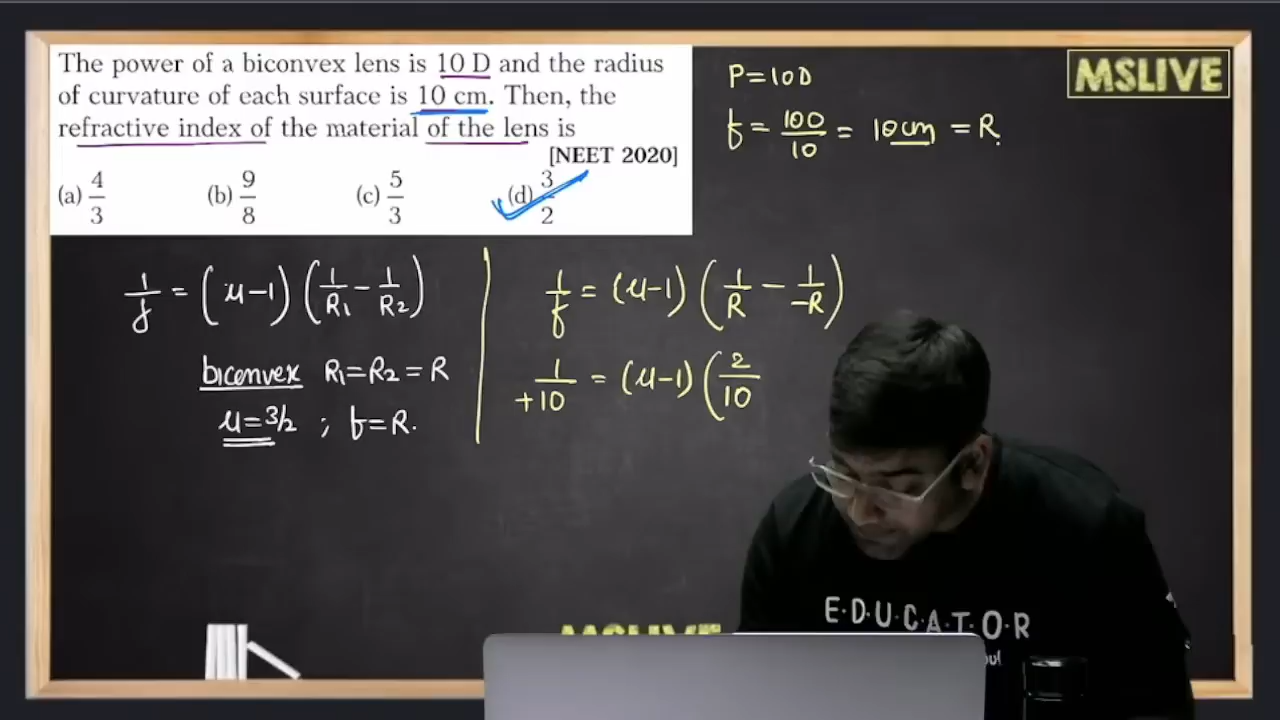 The power of a biconvex lens is 10 D and the radius
of curvature of each surface is 10 cm. Then, the
refractive index of the material of the lens is
[NEET 2020]
(a) 4/3 (b) 9/8 (c) 5/3 (d) 3/2
P = 10D
f = 100/10 = 10cm = R.
MSLIVE
1/f = (μ-1) (1/R1 - 1/R2)
biconvex R1 = R2 = R
μ = 3/2 ; f = R.
1/f = (μ-1) (1/R - 1/-R)
1/+10 = (μ-1) (2/10
E·D·U·C·A·T·O·R
MSLIVE